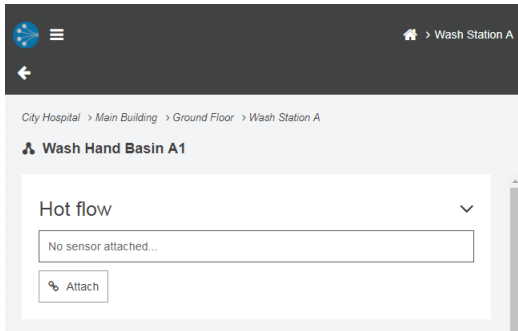 > Wash Station A
City Hospital > Main Building > Ground Floor > Wash Station A
Wash Hand Basin A1
Hot flow
No sensor attached...
Attach